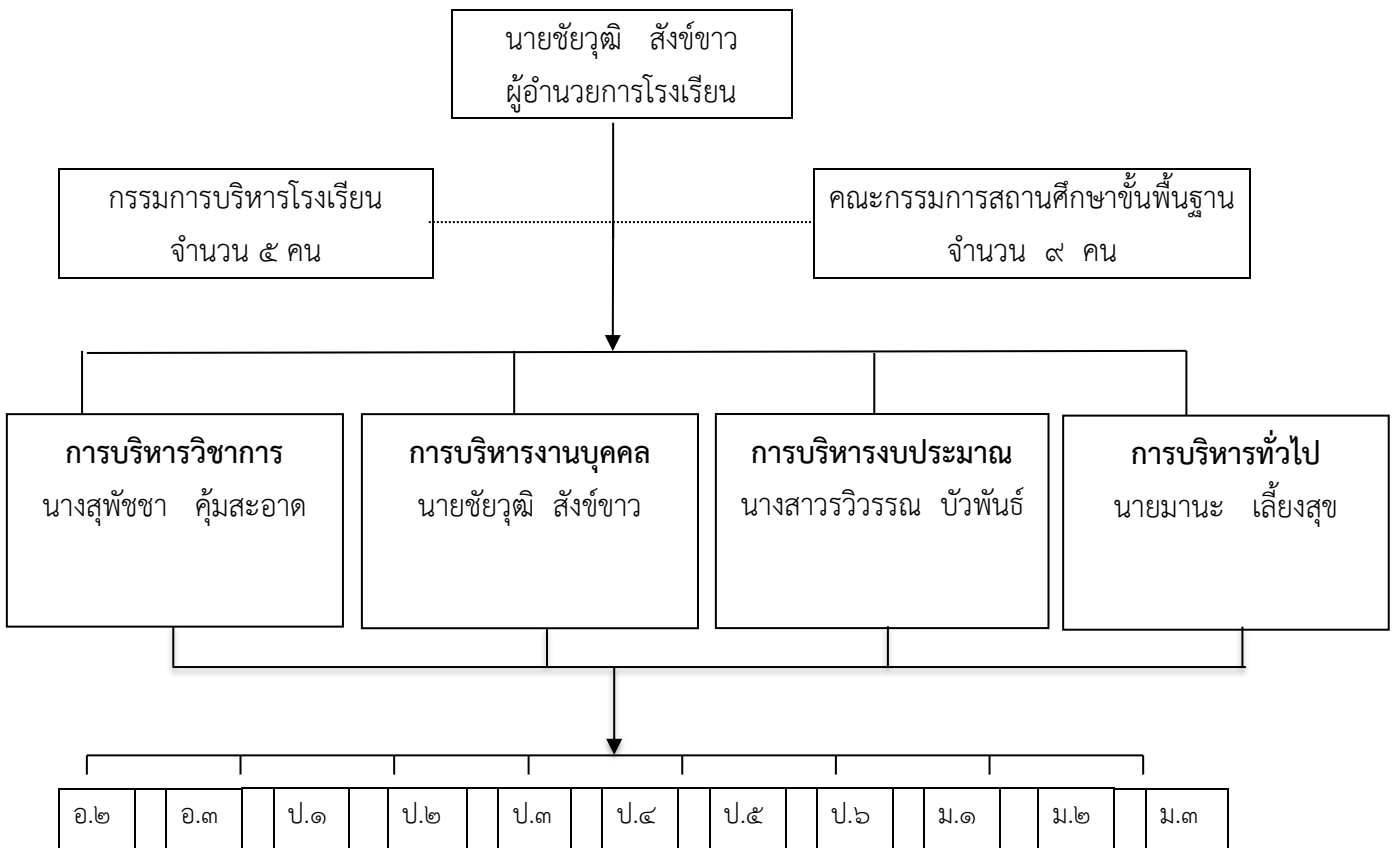 นายชัยวุฒิ สังข์ขาว
ผู้อำนวยการโรงเรียน
กรรมการบริหารโรงเรียน
จำนวน ๕ คน
คณะกรรมการสถานศึกษาขั้นพื้นฐาน
จำนวน ๙ คน
การบริหารวิชาการ
นางสุพัชชา คุ้มสะอาด
การบริหารงานบุคคล
นายชัยวุฒิ สังข์ขาว
การบริหารงบประมาณ
นางสาวรวิวรรณ บัวพันธ์
การบริหารทั่วไป
นายมานะ เลี้ยงสุข
อ.๒ อ.๓ ป.๑ ป.๒ ป.๓ ป.๔ ป.๕ ป.๖ ม.๑ ม.๒ ม.๓